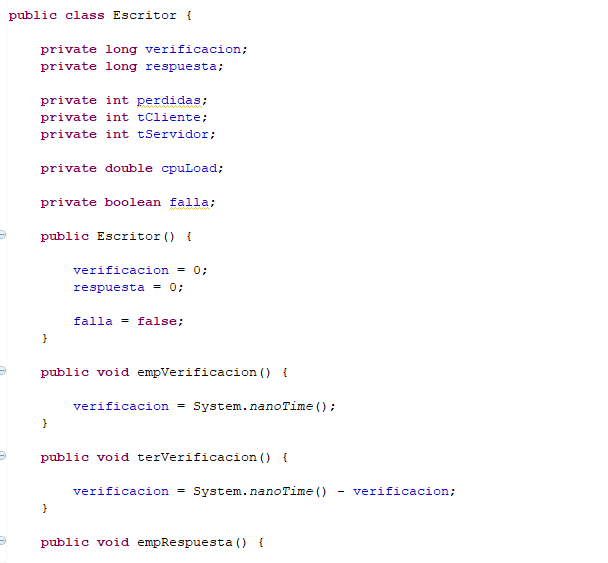 public class Escritor {
private long verificacion;
private long respuesta;
private int perdidas;
private int tCliente;
private int tServidor;
private double cpuLoad;
private boolean falla;
public Escritor() {
verificacion = 0;
respuesta = 0;
falla = false;
}
public void empVerificacion() {
verificacion = System.nanoTime();
}
public void terVerificacion() {
verificacion = System.nanoTime() - verificacion;
}
public void empRespuesta() {